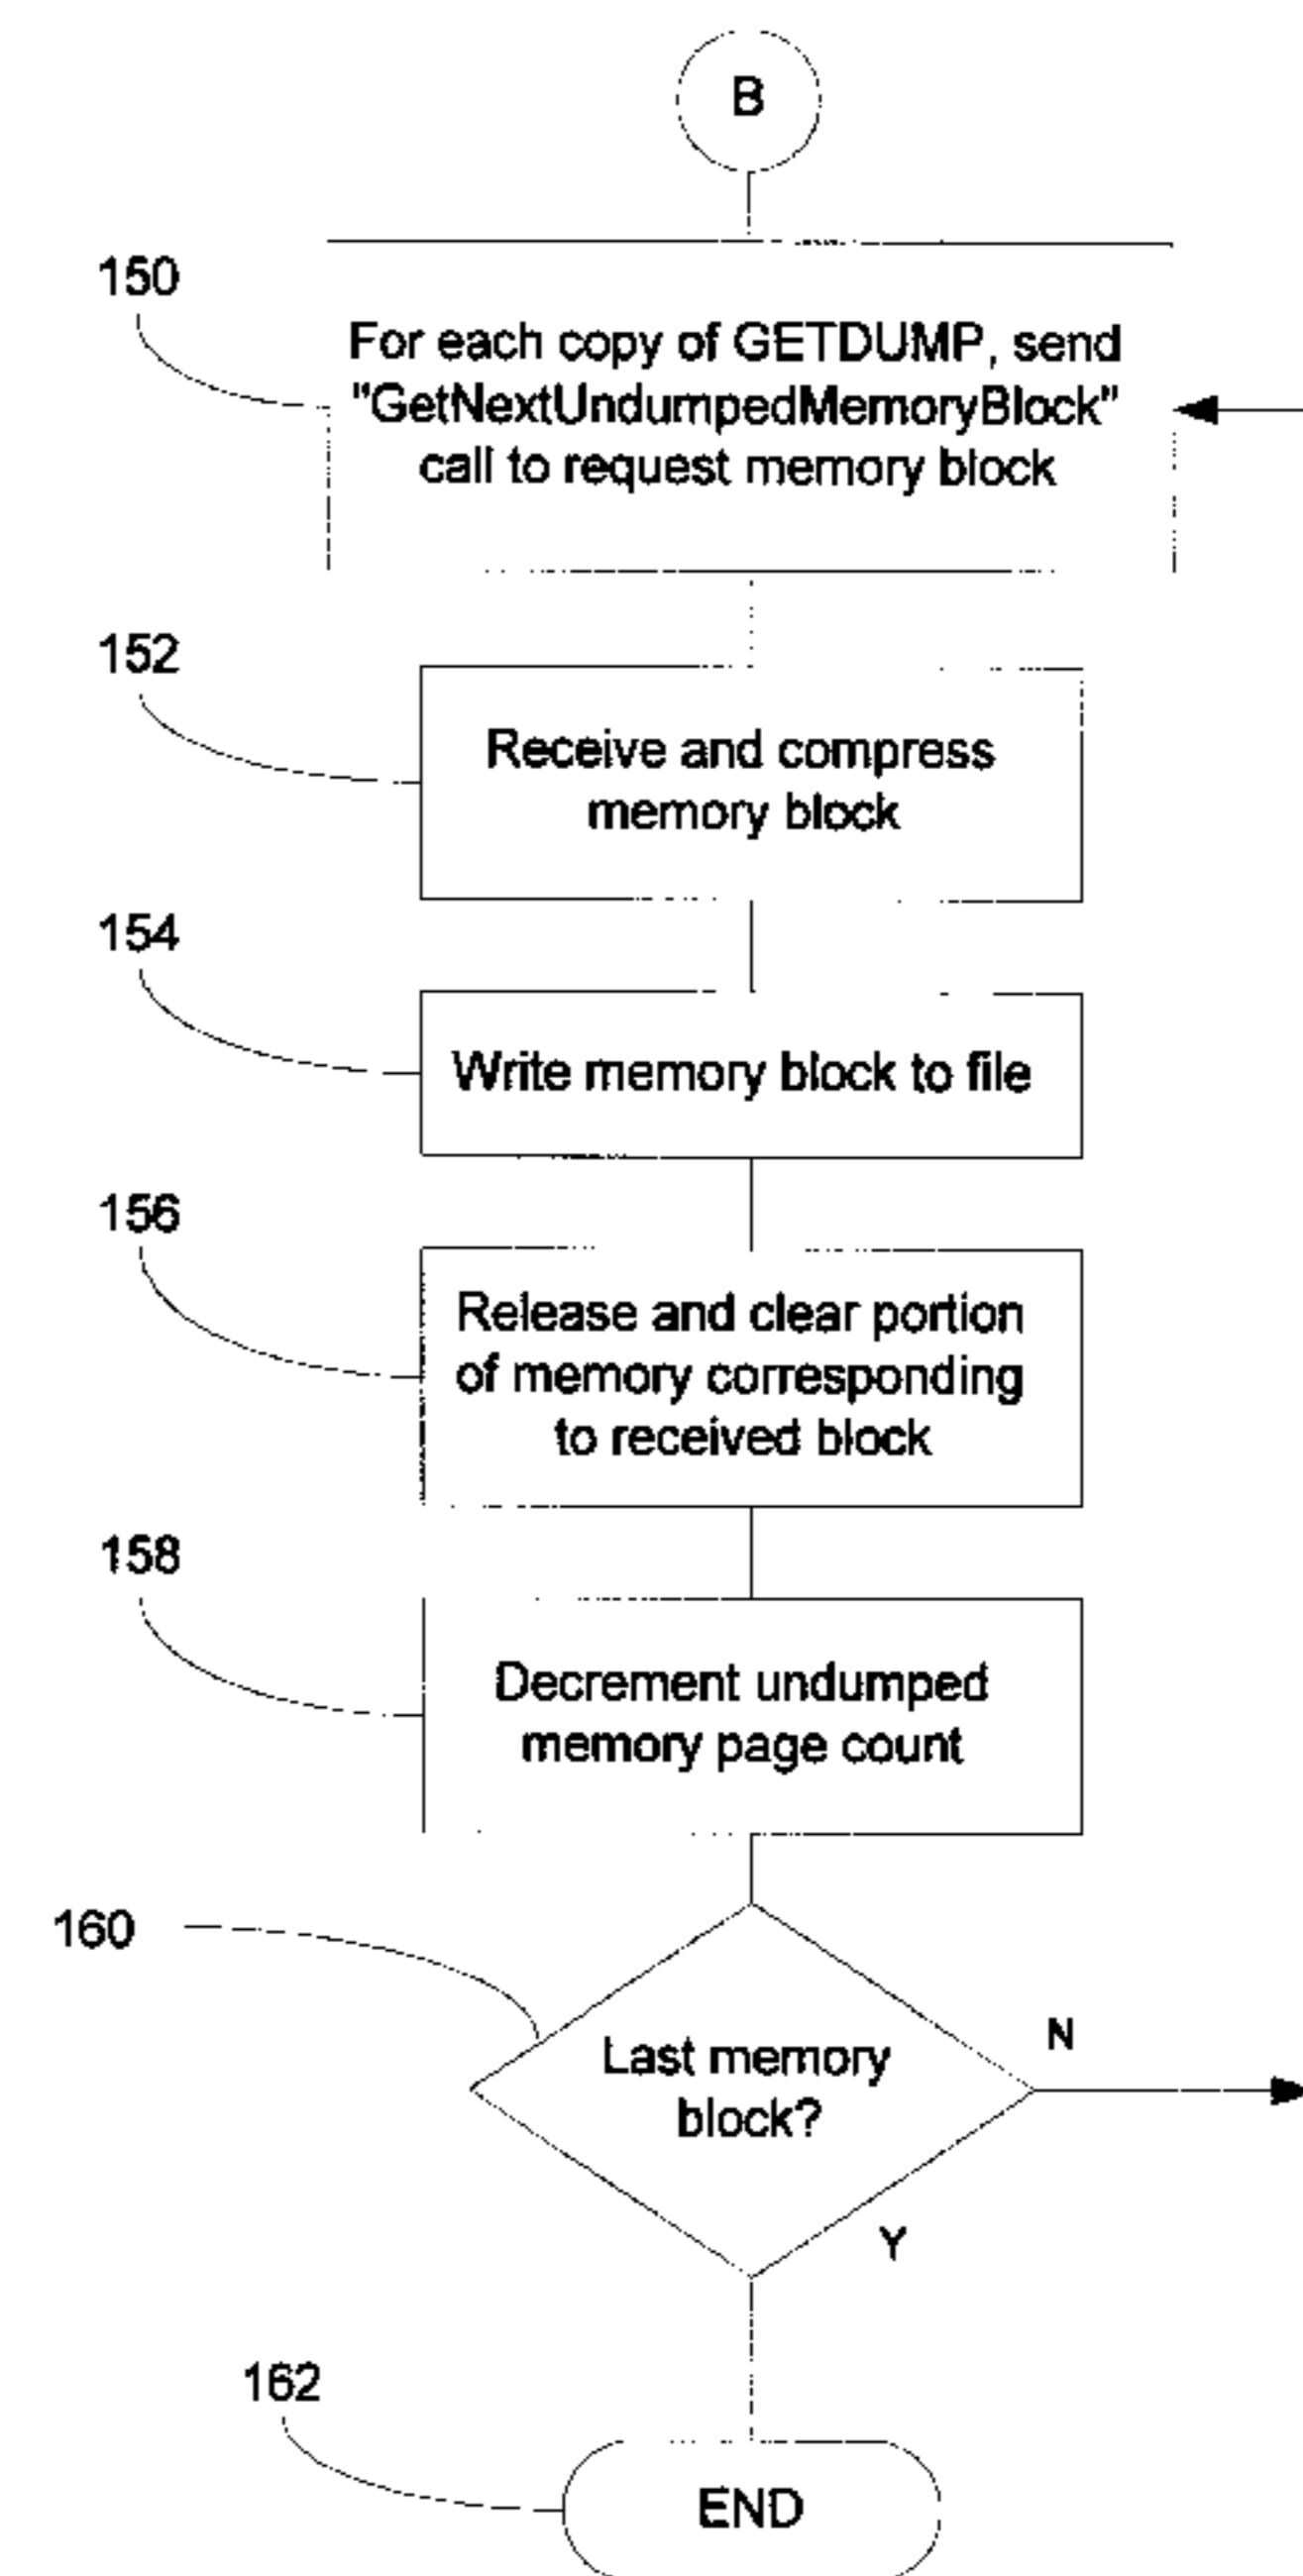 B
150
For each copy of GETDUMP, send
"GetNextUndumpedMemoryBlock"
call to request memory block
152
Receive and compress
memory block
154
Write memory block to file
156
Release and clear portion
of memory corresponding
to received block
158
Decrement undumped
memory page count
160
Last memory
block?
N
Y
162
END